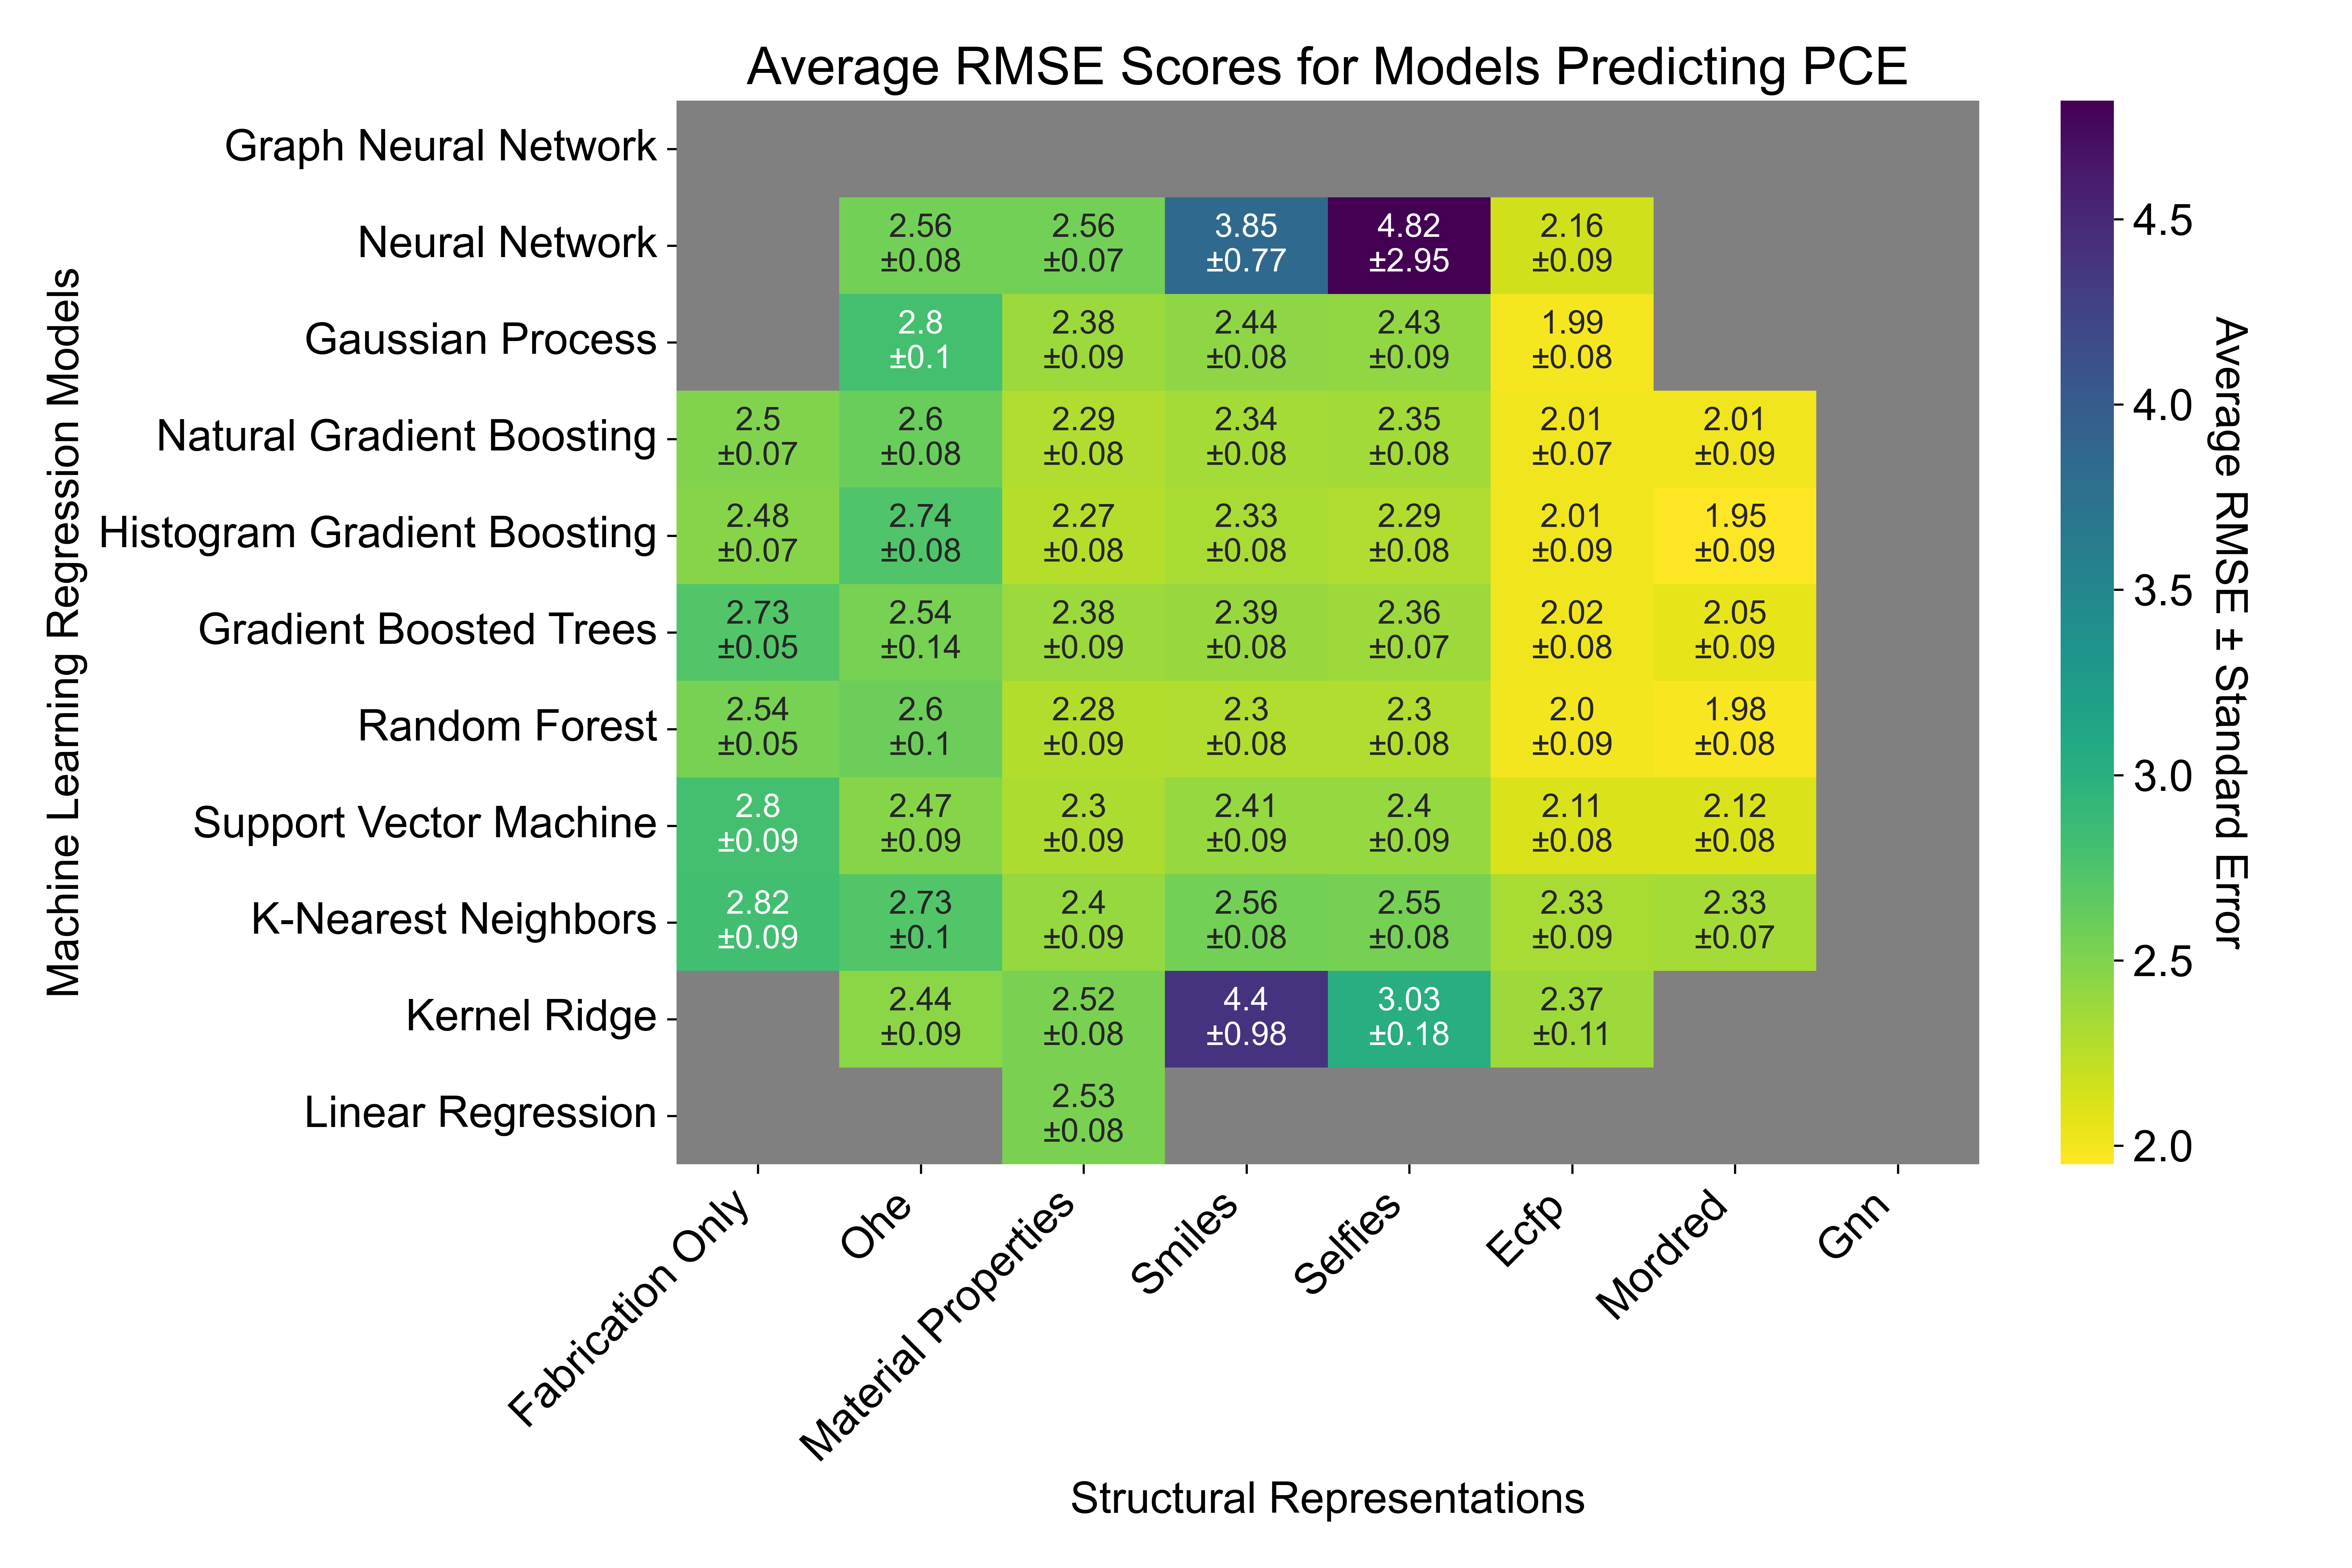 Average RMSE Scores for Models Predicting PCE
Machine Learning Regression Models
Graph Neural Network
Neural Network
2.56 2.56 3.85 4.82 2.16
±0.08 ±0.07 ±0.77 ±2.95 ±0.09
Gaussian Process
2.8 2.38 2.44 2.43 1.99
±0.1 ±0.09 ±0.08 ±0.09 ±0.08
Natural Gradient Boosting
2.5 2.6 2.29 2.34 2.35 2.01 2.01
±0.07 ±0.08 ±0.08 ±0.08 ±0.08 ±0.07 ±0.09
Histogram Gradient Boosting
2.48 2.74 2.27 2.33 2.29 2.01 1.95
±0.07 ±0.08 ±0.08 ±0.08 ±0.08 ±0.09 ±0.09
Gradient Boosted Trees
2.73 2.54 2.38 2.39 2.36 2.02 2.05
±0.05 ±0.14 ±0.09 ±0.08 ±0.07 ±0.08 ±0.09
Random Forest
2.54 2.6 2.28 2.3 2.3 2.0 1.98
±0.05 ±0.1 ±0.09 ±0.08 ±0.08 ±0.09 ±0.08
Support Vector Machine
2.8 2.47 2.3 2.41 2.4 2.11 2.12
±0.09 ±0.09 ±0.09 ±0.09 ±0.09 ±0.08 ±0.08
K-Nearest Neighbors
2.82 2.73 2.4 2.56 2.55 2.33 2.33
±0.09 ±0.1 ±0.09 ±0.08 ±0.08 ±0.09 ±0.07
Kernel Ridge
2.44 2.52 4.4 3.03 2.37
±0.09 ±0.08 ±0.98 ±0.18 ±0.11
Linear Regression
2.53
±0.08
Fabrication Only
Ohe
Material Properties
Smiles
Selfies
Ecfp
Mordred
Gnn
Structural Representations
4.5
4.0
3.5
3.0
2.5
2.0
Average RMSE ± Standard Error